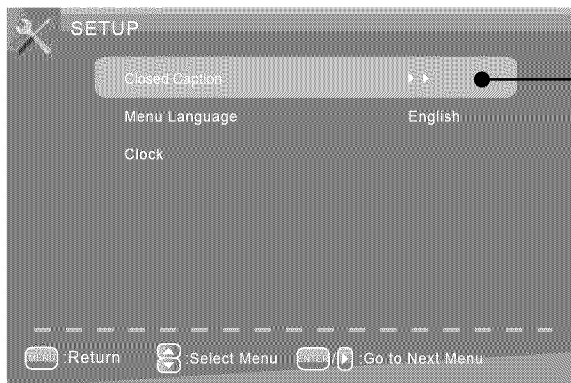 SETUP
Closed Caption
Menu Language English
Clock
MENU :Return :Select Menu ENTER / :Go to Next Menu